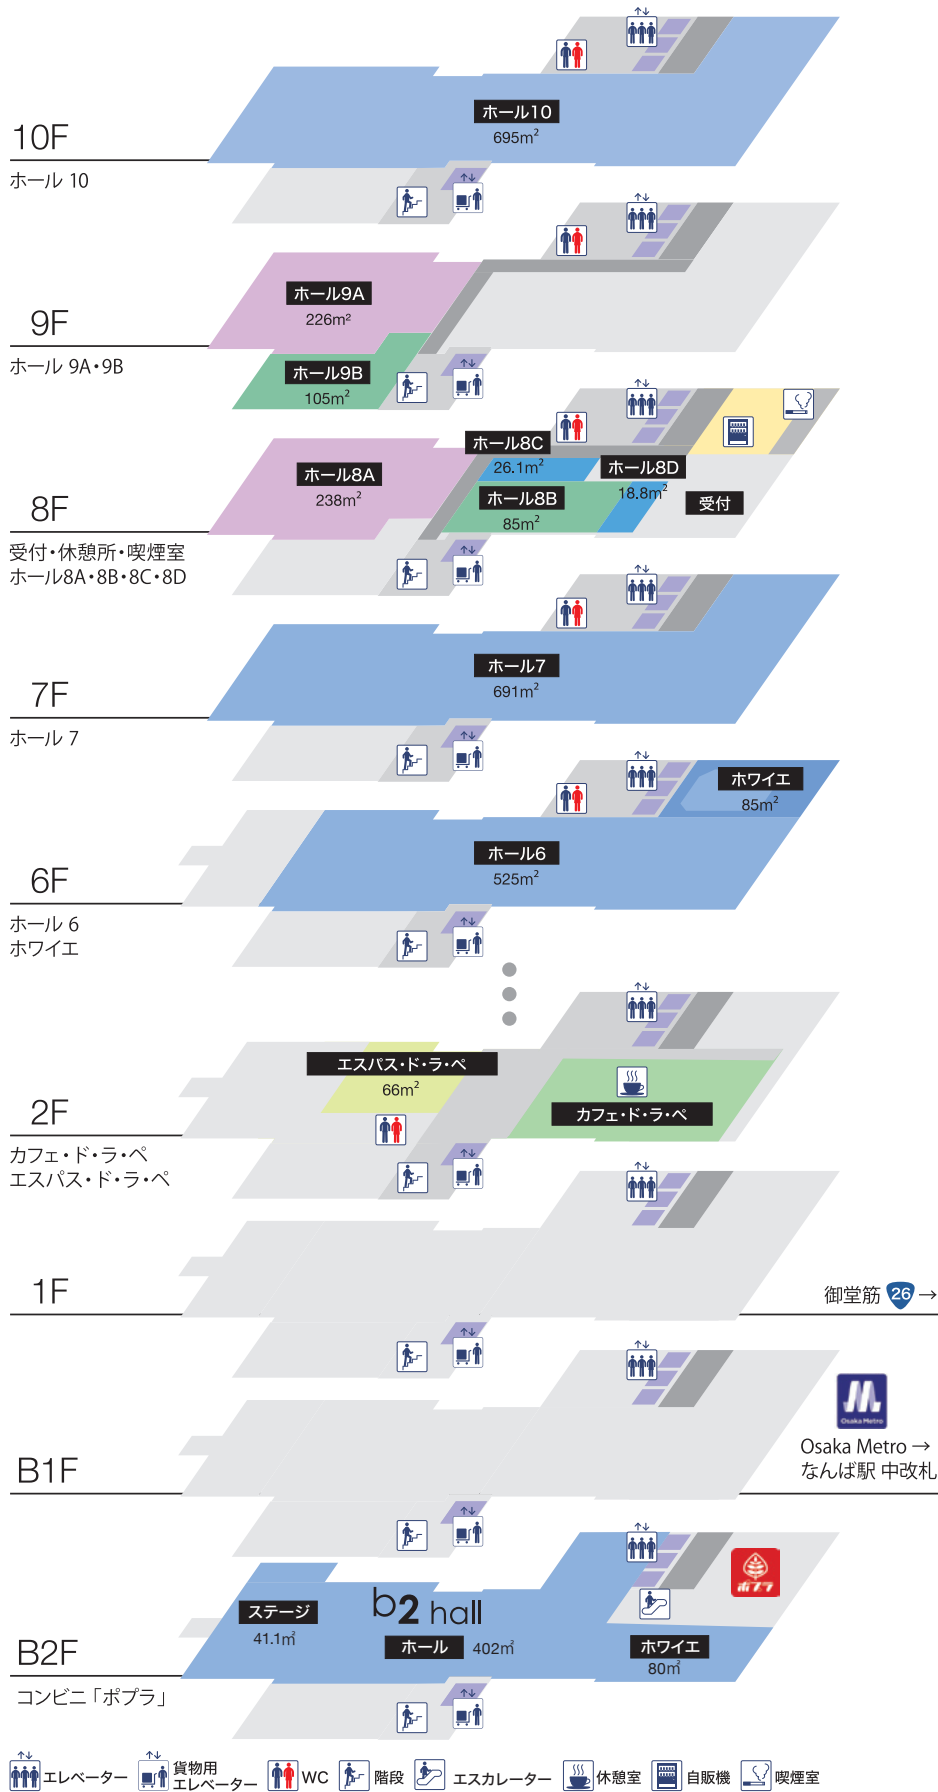 ホール10
695m²
10F
ホール 10
ホール9A
226m²
9F
ホール9B
105m²
ホール 9A・9B
ホール8C
26.1m²
ホール8D
18.8m²
ホール8A
238m²
ホール8B
85m²
受付
8F
受付・休憩所・喫煙室
ホール8A・8B・8C・8D
ホール7
691m²
7F
ホール 7
ホワイエ
85m²
ホール6
525m²
6F
ホール 6
ホワイエ
エスパス・ド・ラ・ペ
66m²
カフェ・ド・ラ・ペ
2F
カフェ・ド・ラ・ペ
エスパス・ド・ラ・ペ
1F
御堂筋 26 →
Osaka Metro
Osaka Metro →
なんば駅 中改札
B1F
ポプラ
b2 hall
ステージ
41.1㎡
ホール 402㎡
ホワイエ
80㎡
B2F
コンビニ「ポプラ」
エレベーター
貨物用
エレベーター
WC
階段
エスカレーター
休憩室
自販機
喫煙室